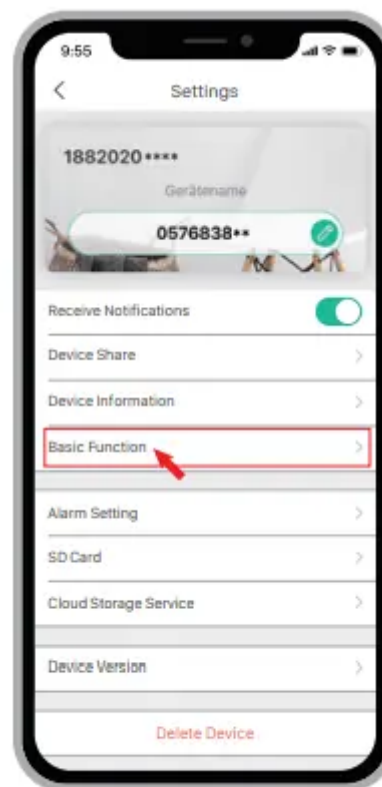 9:55
Settings
1882020****
Gerätename
0576838**
Receive Notifications
Device Share
Device Information
Basic Function
Alarm Setting
SD Card
Cloud Storage Service
Device Version
Delete Device